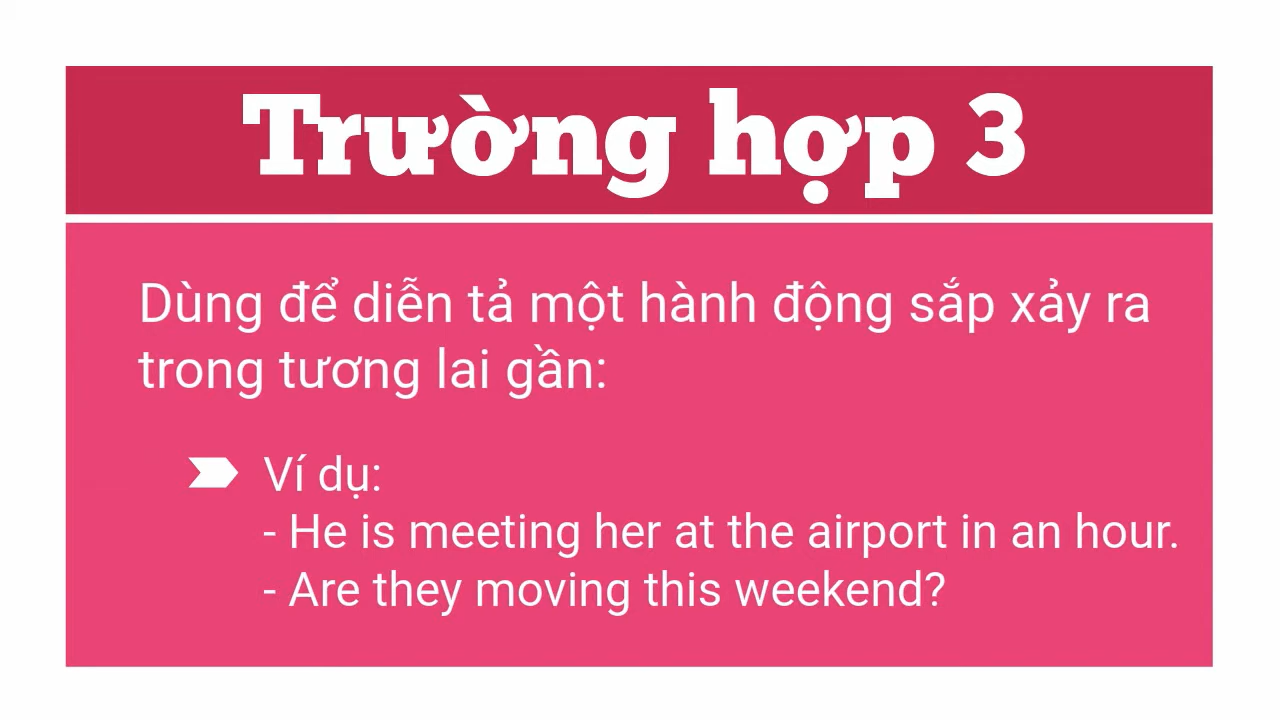 Trường hợp 3
Dùng để diễn tả một hành động sắp xảy ra
trong tương lai gần:
Ví dụ:
- He is meeting her at the airport in an hour.
- Are they moving this weekend?